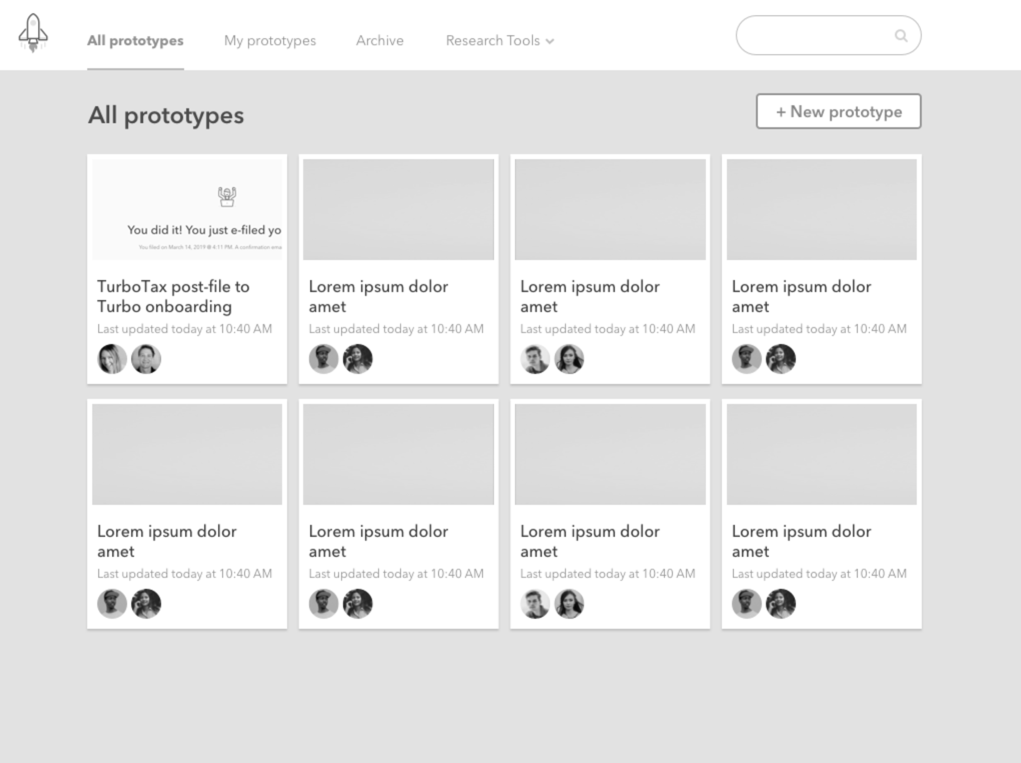 All prototypes
My prototypes
Archive
Research Tools
All prototypes
+ New prototype
You did it! You just e-filed yo
You filed on March 14, 2019 @ 4:11 PM. A confirmation ema
TurboTax post-file to
Turbo onboarding
Last updated today at 10:40 AM
Lorem ipsum dolor
amet
Last updated today at 10:40 AM
Lorem ipsum dolor
amet
Last updated today at 10:40 AM
Lorem ipsum dolor
amet
Last updated today at 10:40 AM
Lorem ipsum dolor
amet
Last updated today at 10:40 AM
Lorem ipsum dolor
amet
Last updated today at 10:40 AM
Lorem ipsum dolor
amet
Last updated today at 10:40 AM
Lorem ipsum dolor
amet
Last updated today at 10:40 AM